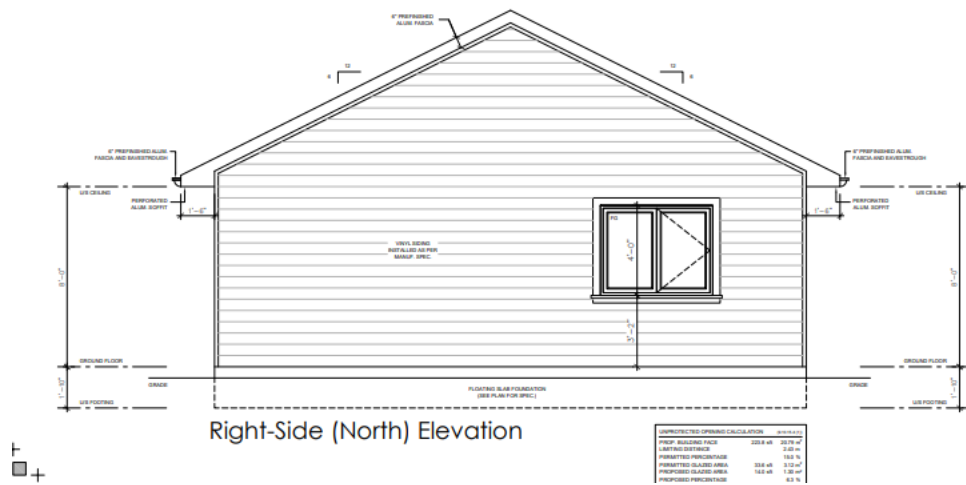 6" PREFINISHED
ALUM. FASCIA
12
6
12
6
6" PREFINISHED ALUM.
FASCIA AND EAVESTROUGH
6" PREFINISHED ALUM.
FASCIA AND EAVESTROUGH
U/S CEILING
U/S CEILING
PERFORATED
ALUM. SOFFIT
1'-6"
PERFORATED
ALUM. SOFFIT
1'-6"
FG
VINYL SIDING
INSTALLED AS PER
MANUF. SPEC.
4'-0"
8'-0"
8'-0"
3'-2"
GROUND FLOOR
GROUND FLOOR
GRADE
GRADE
1'-10"
1'-10"
FLOATING SLAB FOUNDATION
(SEE PLAN FOR SPEC.)
U/S FOOTING
U/S FOOTING
Right-Side (North) Elevation
UNPROTECTED OPENING CALCULATION
PROP. BUILDING FACE 223.8 sft 20.79 m²
LIMITING DISTANCE 2.43 m
PERMITTED PERCENTAGE 15.0 %
PERMITTED GLAZED AREA 33.6 sft 3.12 m²
PROPOSED GLAZED AREA 14.0 sft 1.30 m²
PROPOSED PERCENTAGE 6.3 %